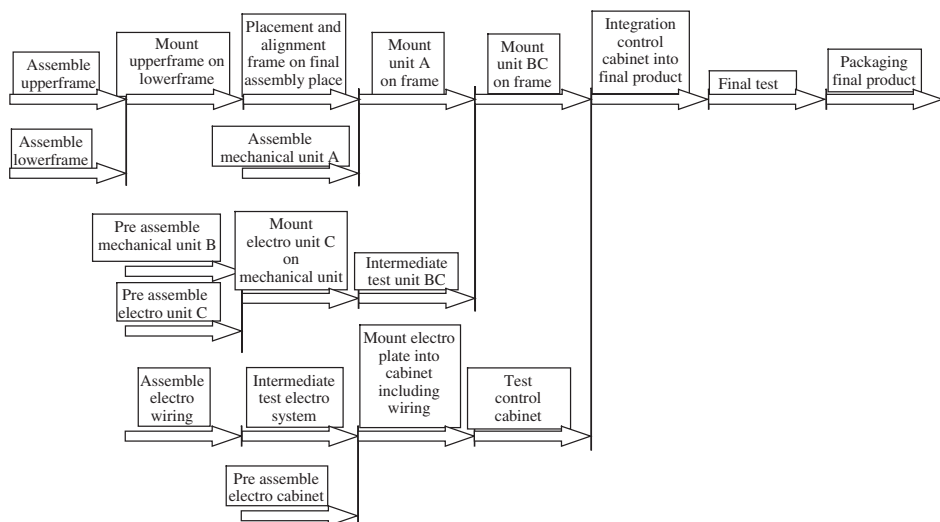 Assemble
upperframe
Mount
upperframe on
lowerframe
Placement and
alignment
frame on final
assembly place
Mount
unit A
on frame
Mount
unit BC
on frame
Integration
control
cabinet into
final product
Final test
Packaging
final product
Assemble
lowerframe
Assemble
mechanical unit A
Pre assemble
mechanical unit B
Mount
electro unit C
on
mechanical unit
Intermediate
test unit BC
Pre assemble
electro unit C
Assemble
electro
wiring
Intermediate
test electro
system
Mount electro
plate into
cabinet
including
wiring
Test
control
cabinet
Pre assemble
electro cabinet